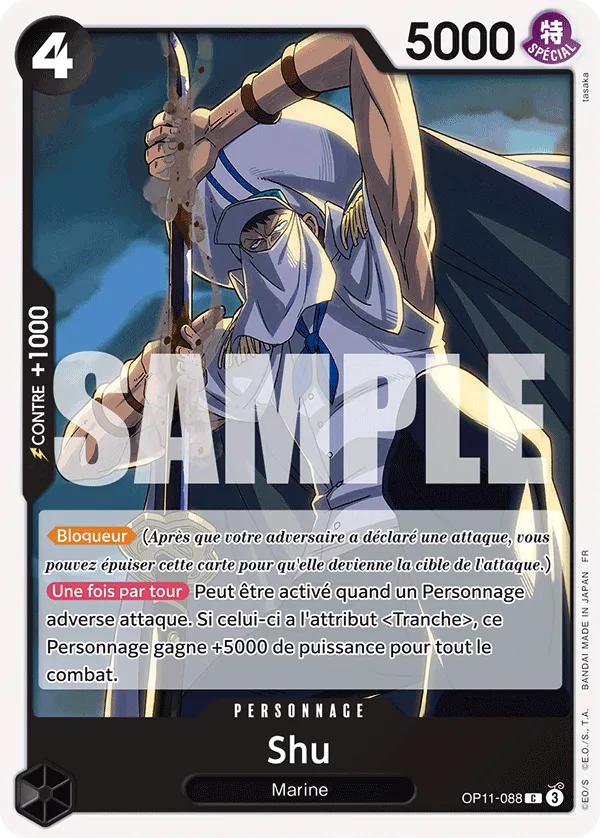 4
5000
特
SPÉCIAL
tasaka
CONTRE +1000
SAMPLE
Bloqueur (Après que votre adversaire a déclaré une attaque, vous
pouvez épuiser cette carte pour qu'elle devienne la cible de l'attaque.)
Une fois par tour Peut être activé quand un Personnage
adverse attaque. Si celui-ci a l'attribut <Tranche>, ce
Personnage gagne +5000 de puissance pour tout le
combat.
PERSONNAGE
Shu
Marine
OP11-088 C 3
©EO/S ©E.O./S., T.A. BANDAI MADE IN JAPAN FR